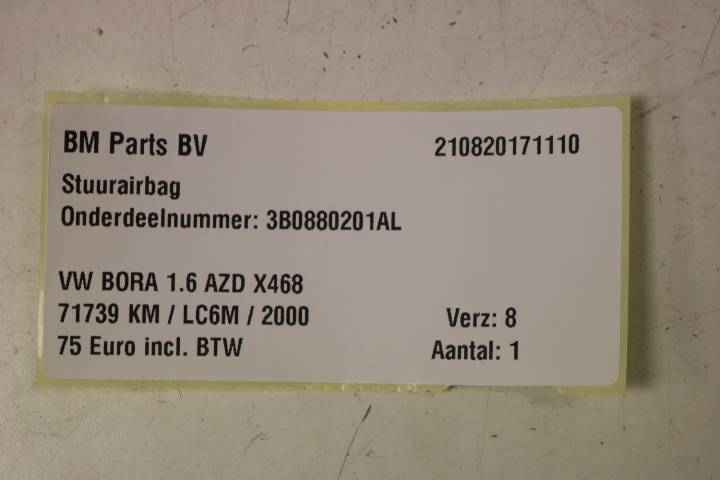 BM Parts BV 210820171110
Stuurairbag
Onderdeelnummer: 3B0880201AL
VW BORA 1.6 AZD X468
71739 KM / LC6M / 2000 Verz: 8
75 Euro incl. BTW Aantal: 1